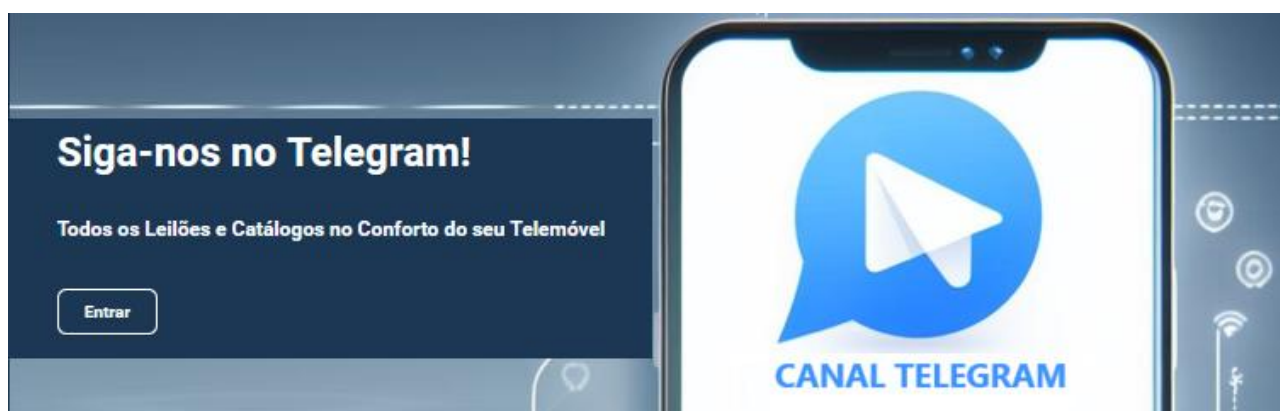 Siga-nos no Telegram!
Todos os Leilões e Catálogos no Conforto do seu Telemóvel
Entrar
CANAL TELEGRAM